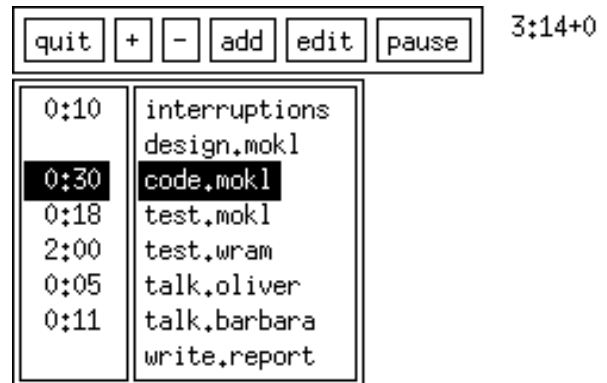 quit + - add edit pause 3:14+0
0:10 interruptions
design.mokl
0:30 code.mokl
0:18 test.mokl
2:00 test.wram
0:05 talk.oliver
0:11 talk.barbara
write.report